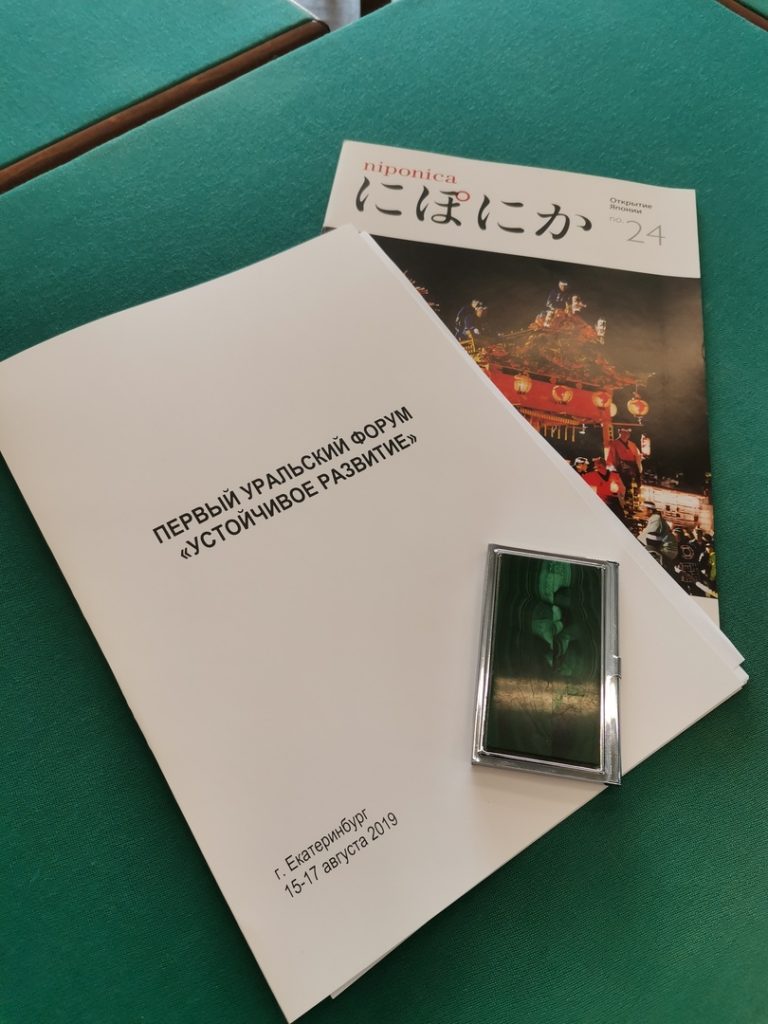 niponica
にぽにか
Открытие
Японии
no. 24
ПЕРВЫЙ УРАЛЬСКИЙ ФОРУМ
«УСТОЙЧИВОЕ РАЗВИТИЕ»
г. Екатеринбург
15-17 августа 2019